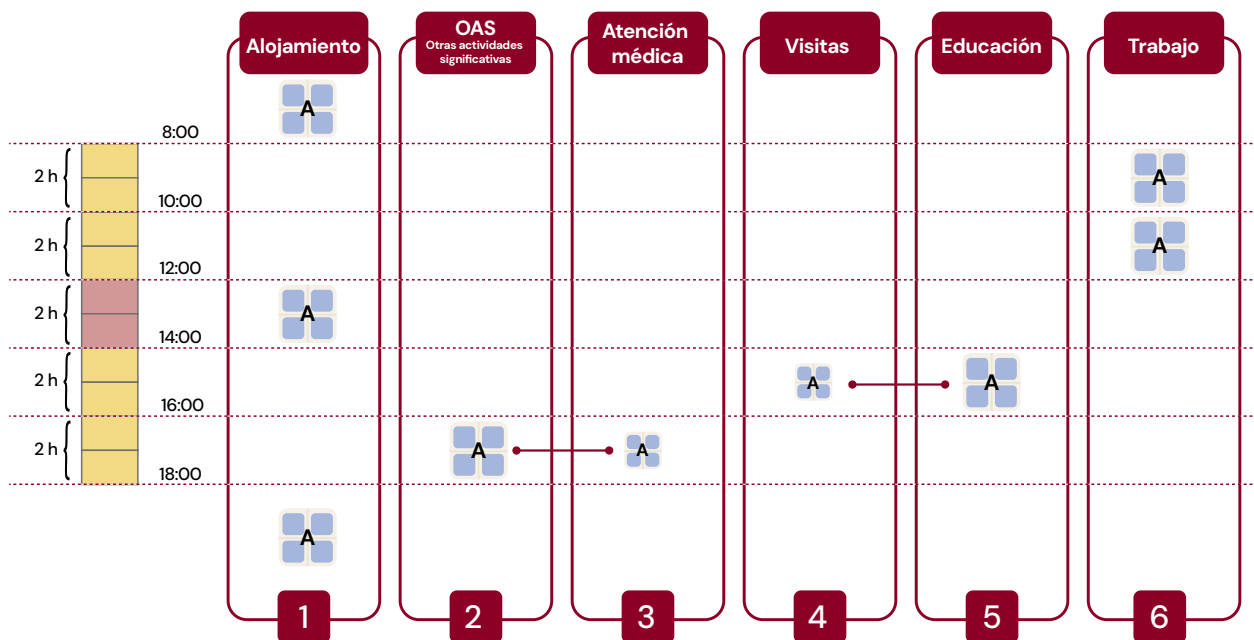 Alojamiento
OAS
Otras actividades
significativas
Atención
médica
Visitas
Educación
Trabajo
A
8:00
2 h
A
10:00
2 h
A
12:00
2 h
A
14:00
2 h
A
A
16:00
2 h
A
A
18:00
A
1
2
3
4
5
6